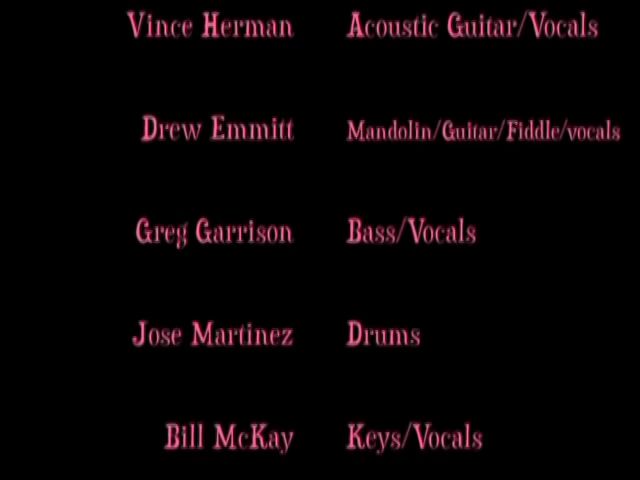 Vince Herman Acoustic Guitar/Vocals
Drew Emmitt Mandolin/Guitar/Fiddle/vocals
Greg Garrison Bass/Vocals
Jose Martinez Drums
Bill McKay Keys/Vocals